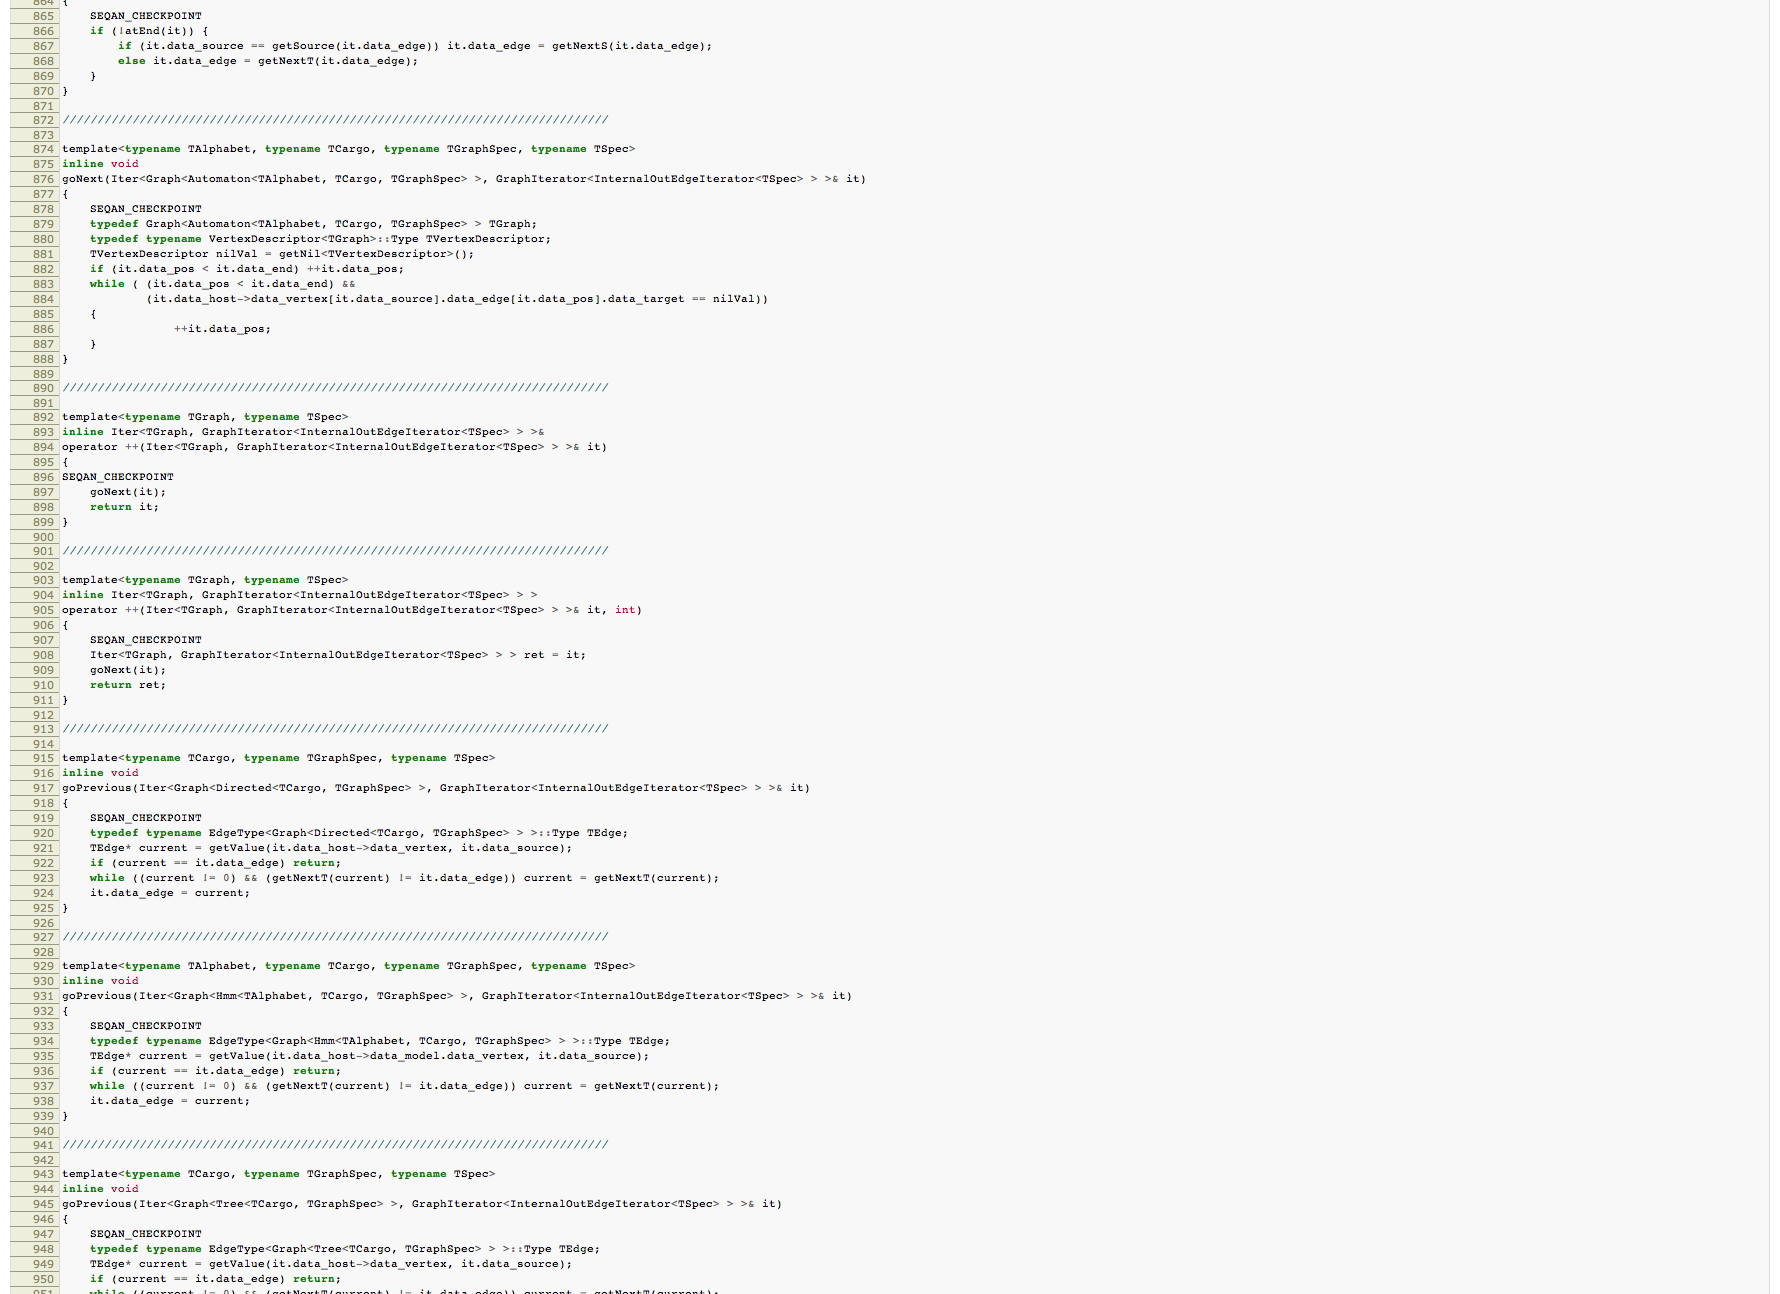 864 {
865     SEQAN_CHECKPOINT
866     if (!atEnd(it)) {
867         if (it.data_source == getSource(it.data_edge)) it.data_edge = getNextS(it.data_edge);
868         else it.data_edge = getNextT(it.data_edge);
869     }
870 }
871
872 //////////////////////////////////////////////////////////////////////////////
873
874 template<typename TAlphabet, typename TCargo, typename TGraphSpec, typename TSpec>
875 inline void
876 goNext(Iter<Graph<Automaton<TAlphabet, TCargo, TGraphSpec> >, GraphIterator<InternalOutEdgeIterator<TSpec> > >& it)
877 {
878     SEQAN_CHECKPOINT
879     typedef Graph<Automaton<TAlphabet, TCargo, TGraphSpec> > TGraph;
880     typedef typename VertexDescriptor<TGraph>::Type TVertexDescriptor;
881     TVertexDescriptor nilVal = getNil<TVertexDescriptor>();
882     if (it.data_pos < it.data_end) ++it.data_pos;
883     while ( (it.data_pos < it.data_end) &&
884             (it.data_host->data_vertex[it.data_source].data_edge[it.data_pos].data_target == nilVal))
885     {
886                 ++it.data_pos;
887     }
888 }
889
890 //////////////////////////////////////////////////////////////////////////////
891
892 template<typename TGraph, typename TSpec>
893 inline Iter<TGraph, GraphIterator<InternalOutEdgeIterator<TSpec> > >&
894 operator ++(Iter<TGraph, GraphIterator<InternalOutEdgeIterator<TSpec> > >& it)
895 {
896 SEQAN_CHECKPOINT
897     goNext(it);
898     return it;
899 }
900
901 //////////////////////////////////////////////////////////////////////////////
902
903 template<typename TGraph, typename TSpec>
904 inline Iter<TGraph, GraphIterator<InternalOutEdgeIterator<TSpec> > >
905 operator ++(Iter<TGraph, GraphIterator<InternalOutEdgeIterator<TSpec> > >& it, int)
906 {
907     SEQAN_CHECKPOINT
908     Iter<TGraph, GraphIterator<InternalOutEdgeIterator<TSpec> > > ret = it;
909     goNext(it);
910     return ret;
911 }
912
913 //////////////////////////////////////////////////////////////////////////////
914
915 template<typename TCargo, typename TGraphSpec, typename TSpec>
916 inline void
917 goPrevious(Iter<Graph<Directed<TCargo, TGraphSpec> >, GraphIterator<InternalOutEdgeIterator<TSpec> > >& it)
918 {
919     SEQAN_CHECKPOINT
920     typedef typename EdgeType<Graph<Directed<TCargo, TGraphSpec> > >::Type TEdge;
921     TEdge* current = getValue(it.data_host->data_vertex, it.data_source);
922     if (current == it.data_edge) return;
923     while ((current != 0) && (getNextT(current) != it.data_edge)) current = getNextT(current);
924     it.data_edge = current;
925 }
926
927 //////////////////////////////////////////////////////////////////////////////
928
929 template<typename TAlphabet, typename TCargo, typename TGraphSpec, typename TSpec>
930 inline void
931 goPrevious(Iter<Graph<Hmm<TAlphabet, TCargo, TGraphSpec> >, GraphIterator<InternalOutEdgeIterator<TSpec> > >& it)
932 {
933     SEQAN_CHECKPOINT
934     typedef typename EdgeType<Graph<Hmm<TAlphabet, TCargo, TGraphSpec> > >::Type TEdge;
935     TEdge* current = getValue(it.data_host->data_model.data_vertex, it.data_source);
936     if (current == it.data_edge) return;
937     while ((current != 0) && (getNextT(current) != it.data_edge)) current = getNextT(current);
938     it.data_edge = current;
939 }
940
941 //////////////////////////////////////////////////////////////////////////////
942
943 template<typename TCargo, typename TGraphSpec, typename TSpec>
944 inline void
945 goPrevious(Iter<Graph<Tree<TCargo, TGraphSpec> >, GraphIterator<InternalOutEdgeIterator<TSpec> > >& it)
946 {
947     SEQAN_CHECKPOINT
948     typedef typename EdgeType<Graph<Tree<TCargo, TGraphSpec> > >::Type TEdge;
949     TEdge* current = getValue(it.data_host->data_vertex, it.data_source);
950     if (current == it.data_edge) return;
951     while ((current != 0) && (getNextT(current) != it.data_edge)) current = getNextT(current);